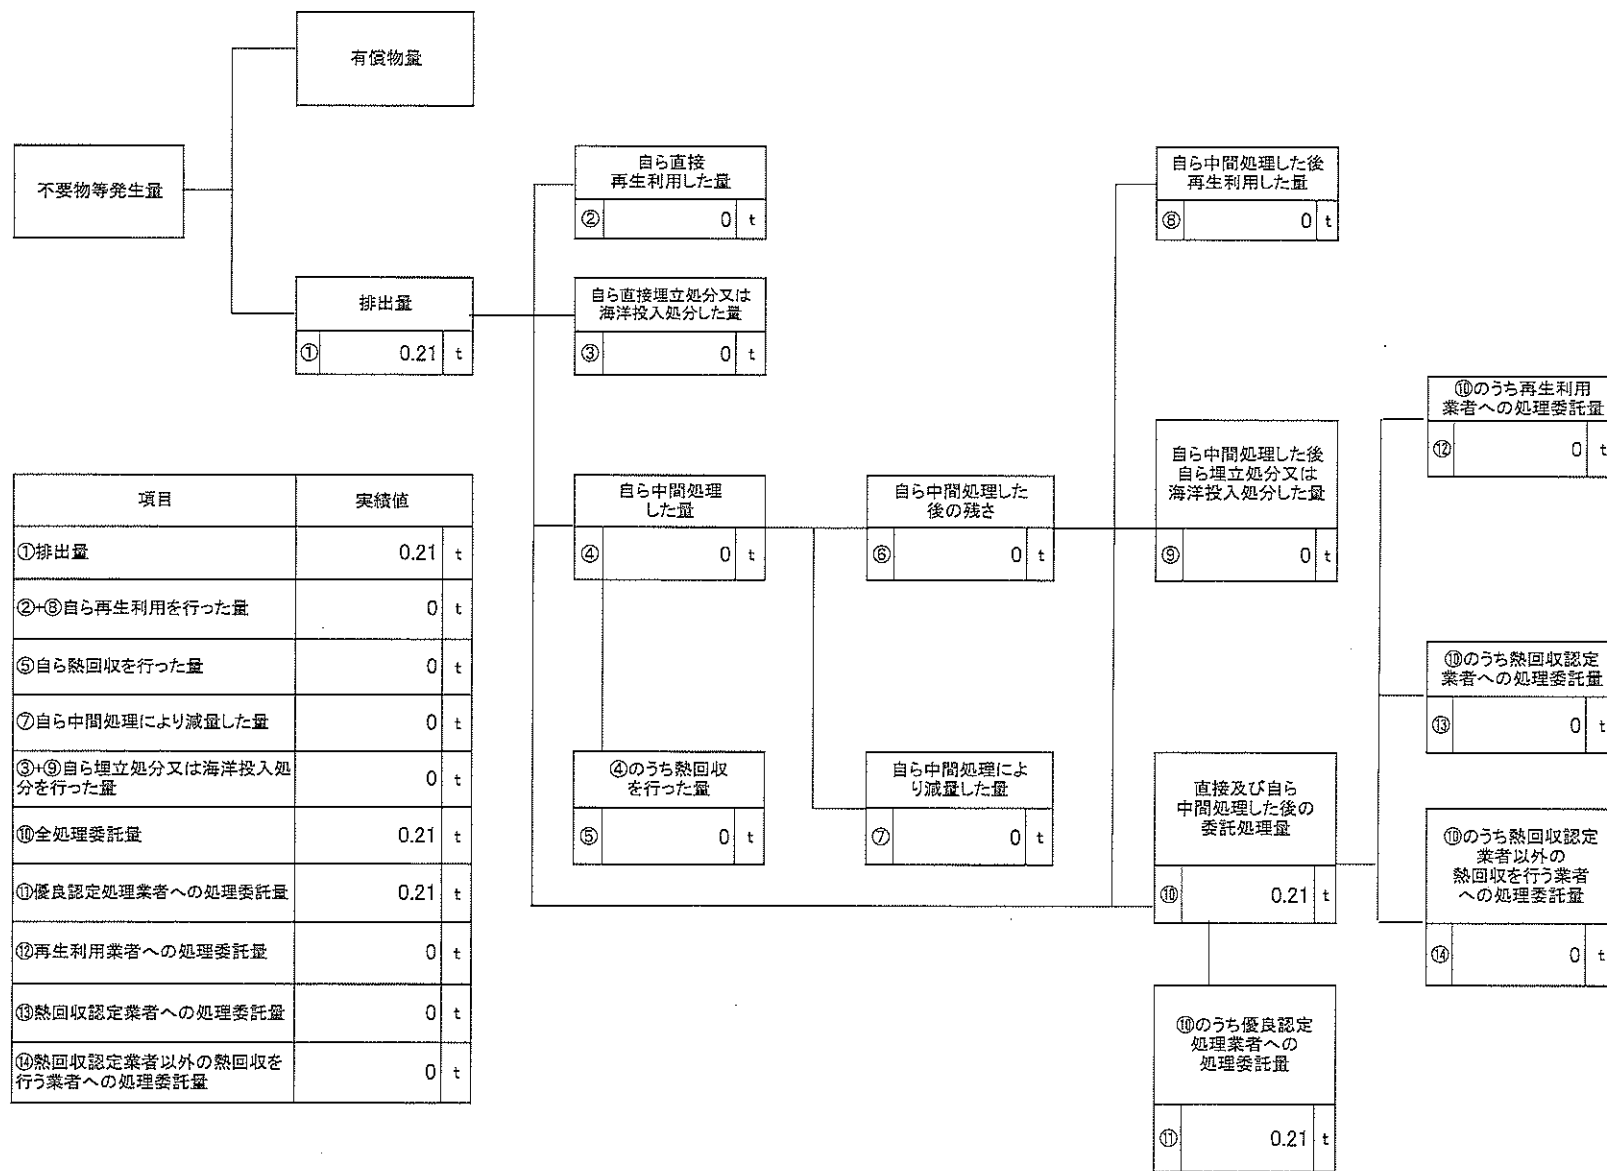 有償物量
不要物等発生量
排出量
① 0.21 t
自ら直接
再生利用した量
② 0 t
自ら直接埋立処分又は
海洋投入処分した量
③ 0 t
自ら中間処理
した量
④ 0 t
④のうち熱回収
を行った量
⑤ 0 t
自ら中間処理した
後の残さ
⑥ 0 t
自ら中間処理によ
り減量した量
⑦ 0 t
自ら中間処理した後
再生利用した量
⑧ 0 t
自ら中間処理した後
自ら埋立処分又は
海洋投入処分した量
⑨ 0 t
直接及び自ら
中間処理した後の
委託処理量
⑩ 0.21 t
⑩のうち優良認定
処理業者への
処理委託量
⑪ 0.21 t
⑩のうち再生利用
業者への処理委託量
⑫ 0 t
⑩のうち熱回収認定
業者への処理委託量
⑬ 0 t
⑩のうち熱回収認定
業者以外の
熱回収を行う業者
への処理委託量
⑭ 0 t
項目 実績値
①排出量 0.21 t
②+⑧自ら再生利用を行った量 0 t
⑤自ら熱回収を行った量 0 t
⑦自ら中間処理により減量した量 0 t
③+⑨自ら埋立処分又は海洋投入処
分を行った量 0 t
⑩全処理委託量 0.21 t
⑪優良認定処理業者への処理委託量 0.21 t
⑫再生利用業者への処理委託量 0 t
⑬熱回収認定業者への処理委託量 0 t
⑭熱回収認定業者以外の熱回収を
行う業者への処理委託量 0 t